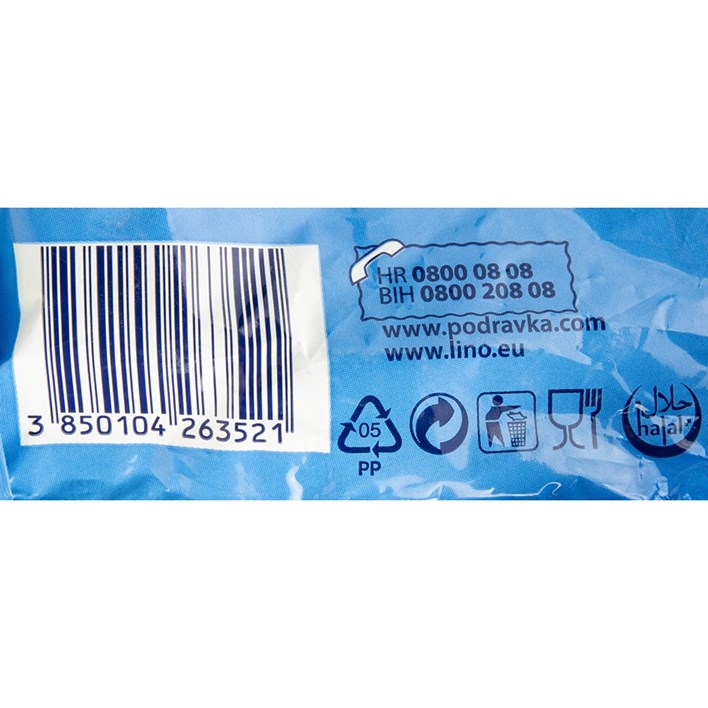 HR 0800 08 08
BIH 0800 208 08
www.podravka.com
www.lino.eu
3 850104 263521
05
PP
حلال
halal